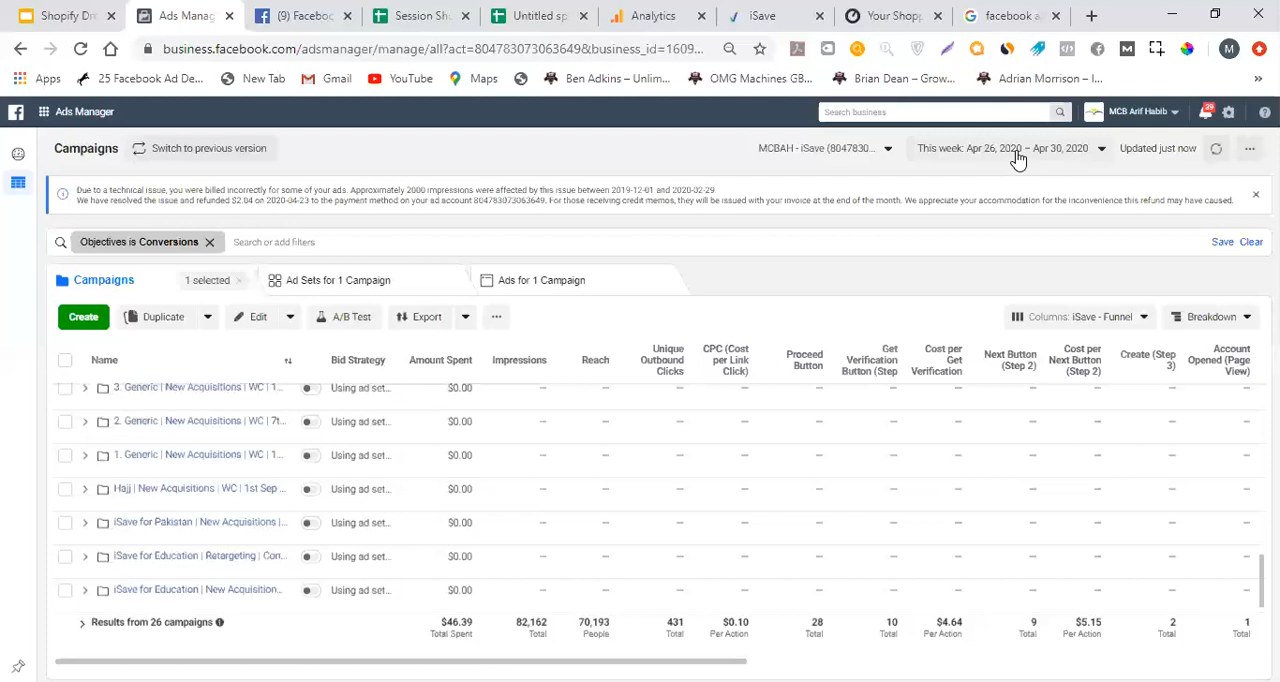 Shopify Dr
Ads Manag
(9) Faceboo
Session Shu
Untitled sp
Analytics
iSave
Your Shopp
facebook a
business.facebook.com/adsmanager/manage/all?act=804783073063649&business_id=1609...
Apps
25 Facebook Ad De...
New Tab
Gmail
YouTube
Maps
Ben Adkins – Unlim...
OMG Machines GB...
Brian Dean – Grow...
Adrian Morrison – I...
»
M
Ads Manager
Search business
MCB Arif Habib
29
Campaigns
Switch to previous version
MCBAH - iSave (8047830...
This week: Apr 26, 2020 – Apr 30, 2020
Updated just now
Due to a technical issue, you were billed incorrectly for some of your ads. Approximately 2000 impressions were affected by this issue between 2019-12-01 and 2020-02-29.
We have resolved the issue and refunded $2.04 on 2020-04-23 to the payment method on your ad account 804783073063649. For those receiving credit memos, they will be issued with your invoice at the end of the month. We appreciate your accommodation for the inconvenience this refund may have caused.
Objectives is Conversions
Search or add filters
Save Clear
Campaigns
1 selected
Ad Sets for 1 Campaign
Ads for 1 Campaign
Create
Duplicate
Edit
A/B Test
Export
Columns: iSave - Funnel
Breakdown
Name
Bid Strategy
Amount Spent
Impressions
Reach
Unique Outbound Clicks
CPC (Cost per Link Click)
Proceed Button
Get Verification Button (Step
Cost per Get Verification
Next Button (Step 2)
Cost per Next Button (Step 2)
Create (Step 3)
Account Opened (Page View)
3. Generic | New Acquisitions | WC | 1... Using ad set... $0.00 — — — — — — — — — — —
2. Generic | New Acquisitions | WC | 7t... Using ad set... $0.00 — — — — — — — — — — —
1. Generic | New Acquisitions | WC | 1... Using ad set... $0.00 — — — — — — — — — — —
Hajj | New Acquisitions | WC | 1st Sep ... Using ad set... $0.00 — — — — — — — — — — —
iSave for Pakistan | New Acquisitions |... Using ad set... $0.00 — — — — — — — — — — —
iSave for Education | Retargeting | Con... Using ad set... $0.00 — — — — — — — — — — —
iSave for Education | New Acquisition... Using ad set... $0.00 — — — — — — — — — — —
Results from 26 campaigns $46.39 82,162 70,193 431 $0.10 28 10 $4.64 9 $5.15 2 1
Total Spent Total People Total Per Action Total Total Per Action Total Per Action Total Total